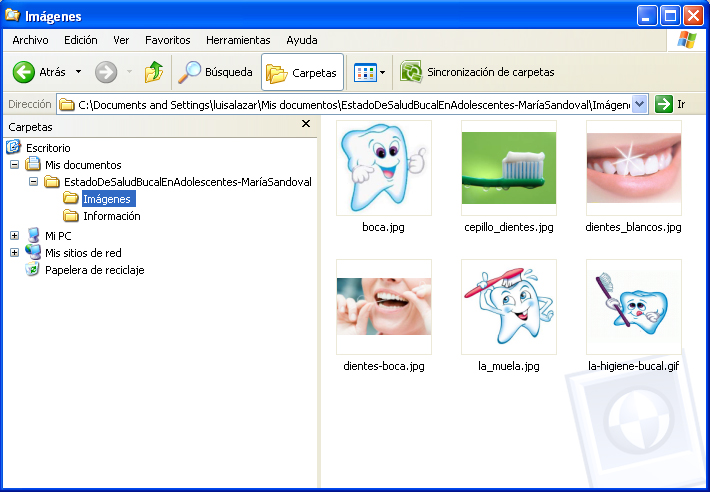 Imágenes
Archivo Edición Ver Favoritos Herramientas Ayuda
Atrás Búsqueda Carpetas Sincronización de carpetas
Dirección C:\Documents and Settings\luisalazar\Mis documentos\EstadoDeSaludBucalEnAdolescentes-MaríaSandoval\Imágene Ir
Carpetas
Escritorio
Mis documentos
EstadoDeSaludBucalEnAdolescentes-MaríaSandoval
Imágenes
Información
Mi PC
Mis sitios de red
Papelera de reciclaje
boca.jpg cepillo_dientes.jpg dientes_blancos.jpg
dientes-boca.jpg la_muela.jpg la-higiene-bucal.gif